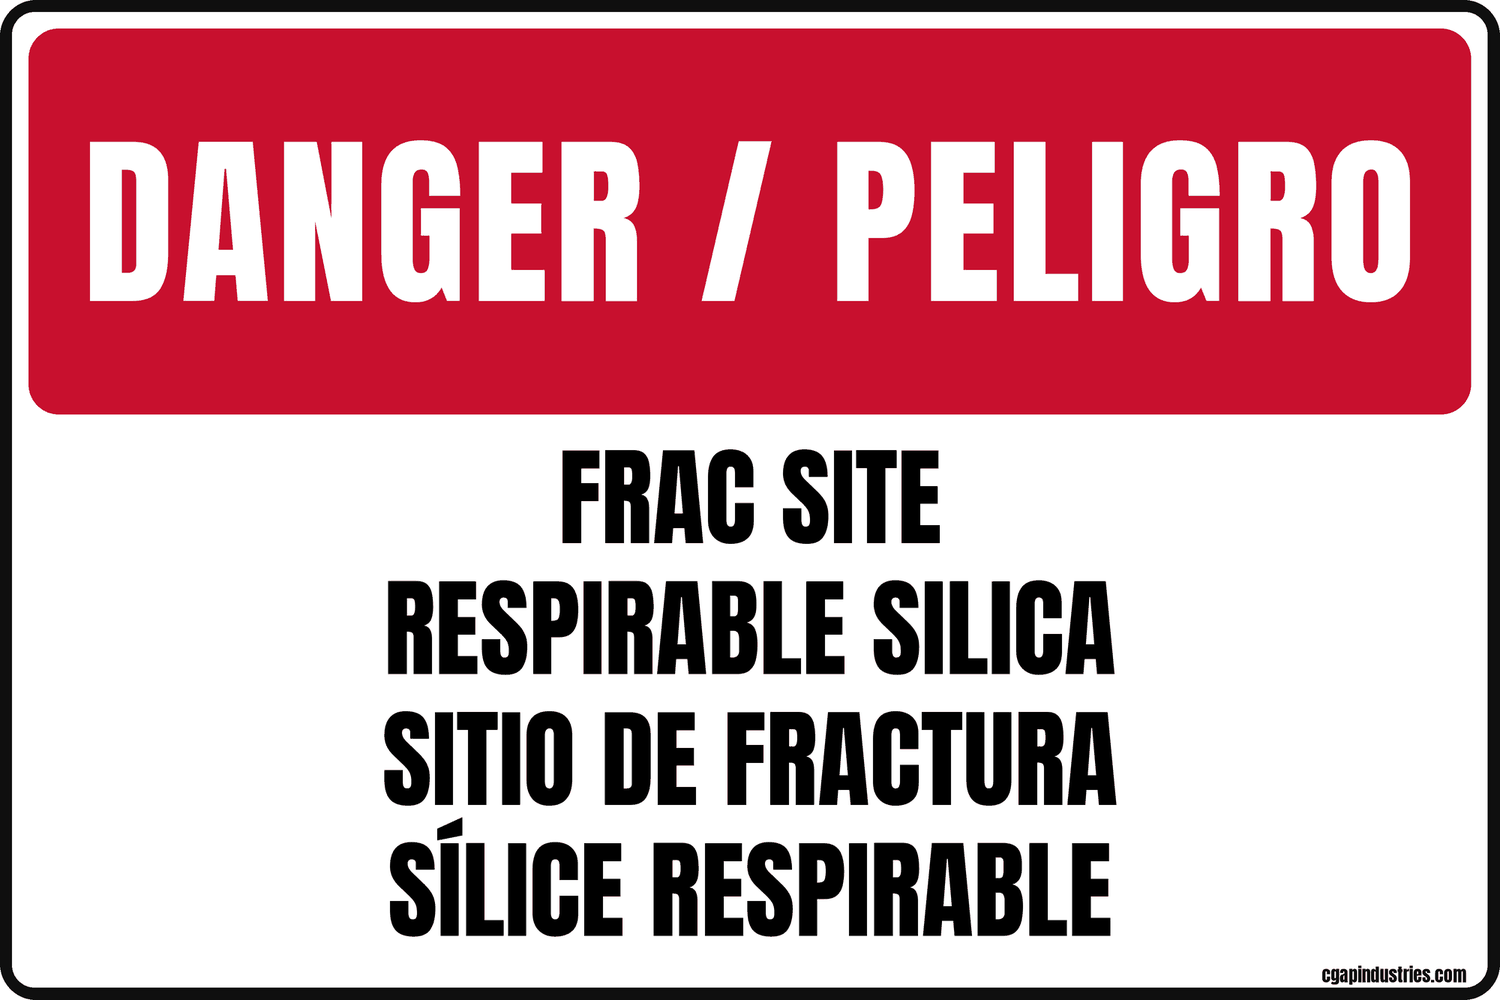 DANGER / PELIGRO
FRAC SITE
RESPIRABLE SILICA
SITIO DE FRACTURA
SÍLICE RESPIRABLE
cgapindustries.com